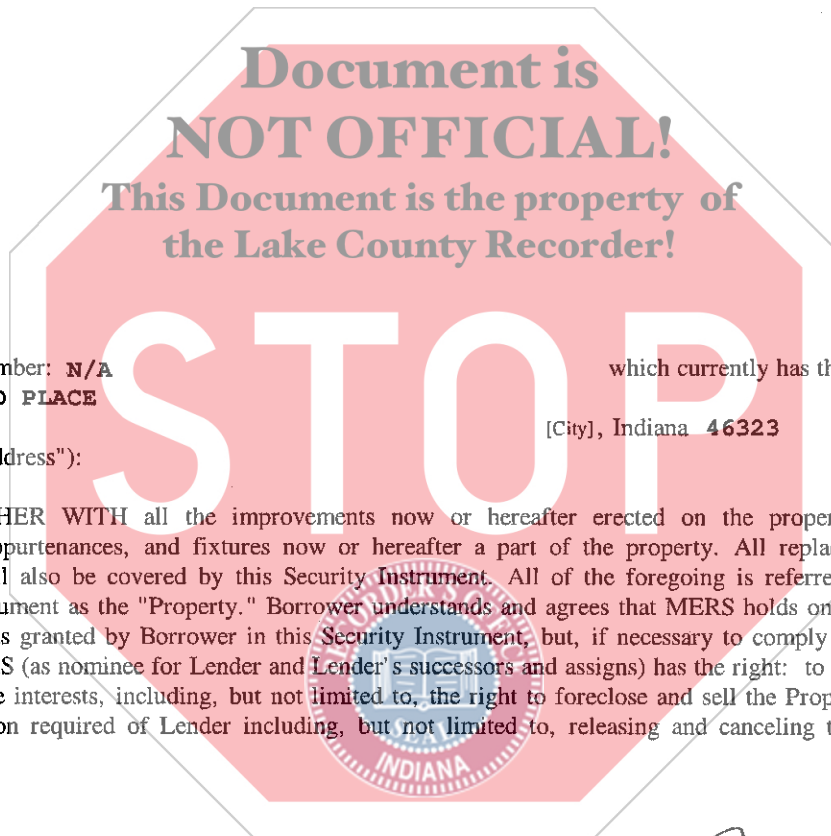 Document is
NOT OFFICIAL!
This Document is the property of
the Lake County Recorder!
STOP
mber: N/A which currently has th
O PLACE
[City], Indiana 46323
ddress"):
HER WITH all the improvements now or hereafter erected on the proper
ppurtenances, and fixtures now or hereafter a part of the property. All repla
l also be covered by this Security Instrument. All of the foregoing is referre
ument as the "Property." Borrower understands and agrees that MERS holds on
s granted by Borrower in this Security Instrument, but, if necessary to comply
S (as nominee for Lender and Lender's successors and assigns) has the right: to
e interests, including, but not limited to, the right to foreclose and sell the Prop
on required of Lender including, but not limited to, releasing and canceling t
RECORDER'S OFFICE
SEAL
INDIANA